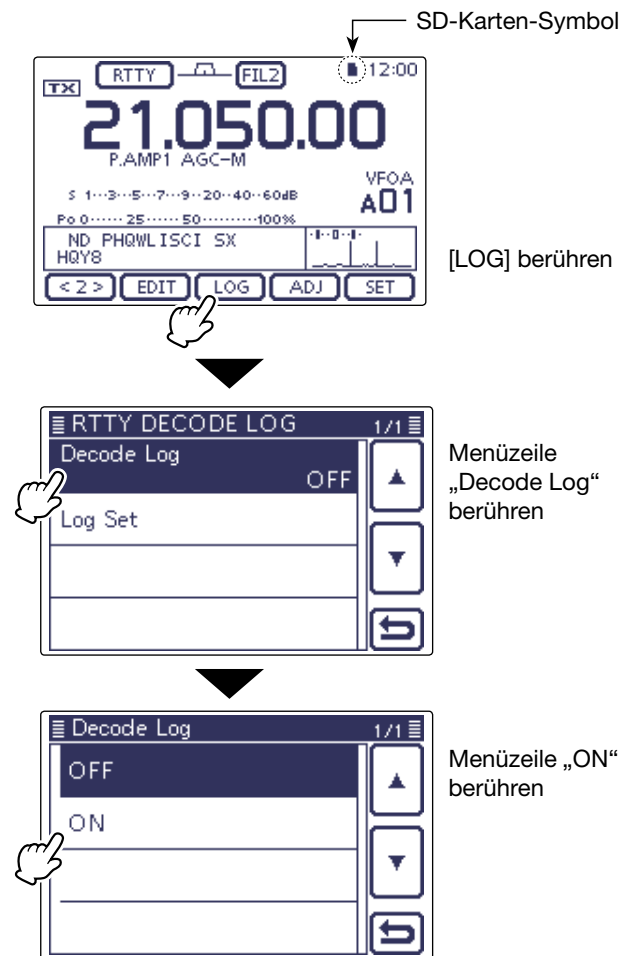 SD-Karten-Symbol
RTTY FIL2 12:00
TX
21.050.00
P.AMP1 AGC-M
VFOA
S 1···3···5···7···9···20···40···60dB
A01
Po 0······25······50·········100%
ND PHQWLISCI SX
HQY8
[LOG] berühren
< 2 > EDIT LOG ADJ SET
RTTY DECODE LOG 1/1
Decode Log
OFF
Log Set
Menüzeile
„Decode Log“
berühren
Decode Log 1/1
OFF
ON
Menüzeile „ON“
berühren